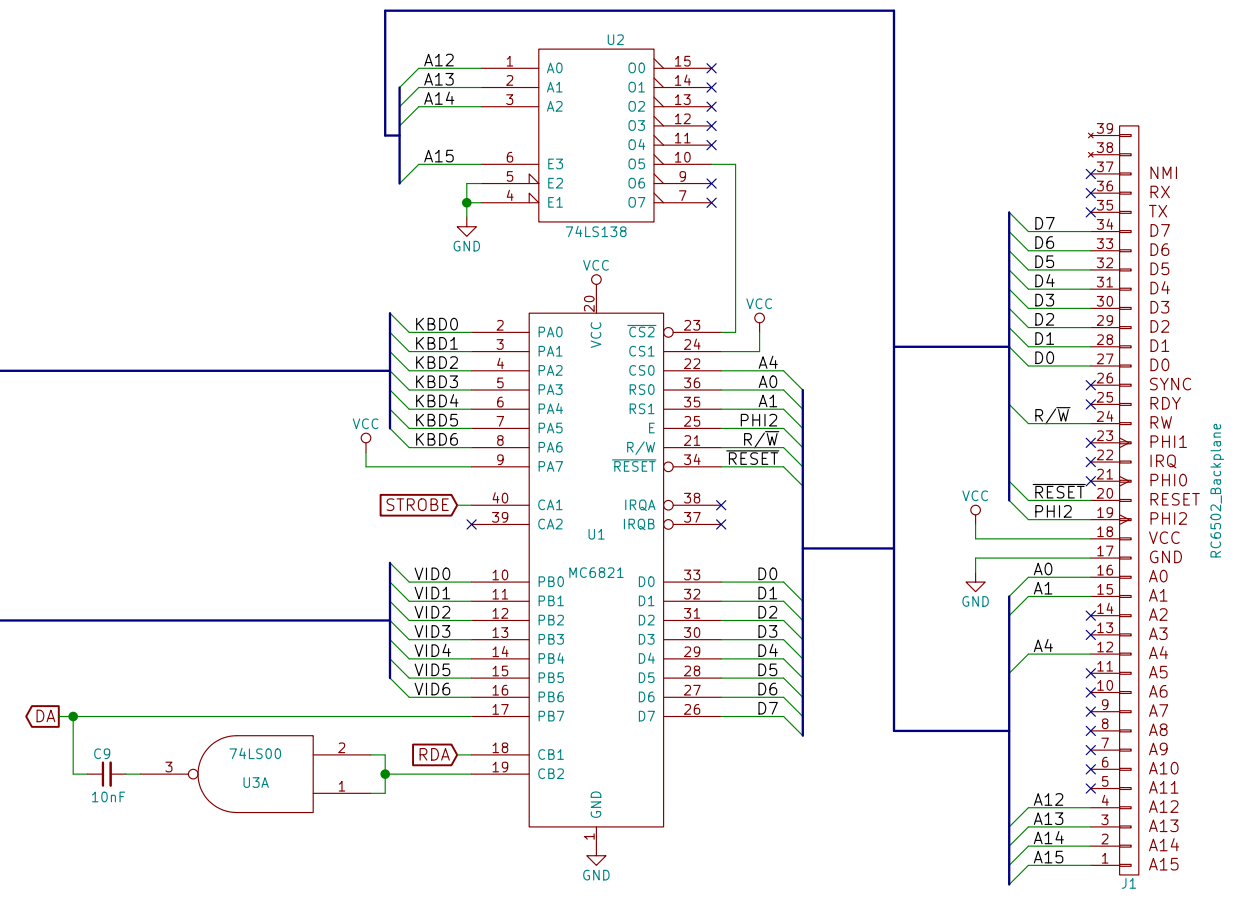 U2
A12 1 A0 O0 15
A13 2 A1 O1 14
A14 3 A2 O2 13
O3 12
O4 11
A15 6 E3 O5 10
5 E2 O6 9
4 E1 O7 7
GND
74LS138
VCC
20
VCC
VCC
KBD0 2 PA0 CS2 23
KBD1 3 PA1 CS1 24
KBD2 4 PA2 CS0 22 A4
KBD3 5 PA3 RS0 36 A0
KBD4 6 PA4 RS1 35 A1
KBD5 7 PA5 E 25 PHI2
KBD6 8 PA6 R/W 21 R/W
VCC
9 PA7 RESET 34 RESET
STROBE 40 CA1 IRQA 38
39 CA2 IRQB 37
U1
MC6821
VID0 10 PB0 D0 33 D0
VID1 11 PB1 D1 32 D1
VID2 12 PB2 D2 31 D2
VID3 13 PB3 D3 30 D3
VID4 14 PB4 D4 29 D4
VID5 15 PB5 D5 28 D5
VID6 16 PB6 D6 27 D6
DA 17 PB7 D7 26 D7
RDA 18 CB1
19 CB2
C9
10nF
3 74LS00 2
U3A 1
GND
1
GND
39
38
37 NMI
36 RX
35 TX
D7 34 D7
D6 33 D6
D5 32 D5
D4 31 D4
D3 30 D3
D2 29 D2
D1 28 D1
D0 27 D0
26 SYNC
25 RDY
R/W 24 RW
23 PHI1
22 IRQ
21 PHI0
RESET 20 RESET
PHI2 19 PHI2
VCC
18 VCC
17 GND
GND
A0 16 A0
A1 15 A1
14 A2
13 A3
A4 12 A4
11 A5
10 A6
9 A7
8 A8
7 A9
6 A10
5 A11
A12 4 A12
A13 3 A13
A14 2 A14
A15 1 A15
J1
RC6502_Backplane